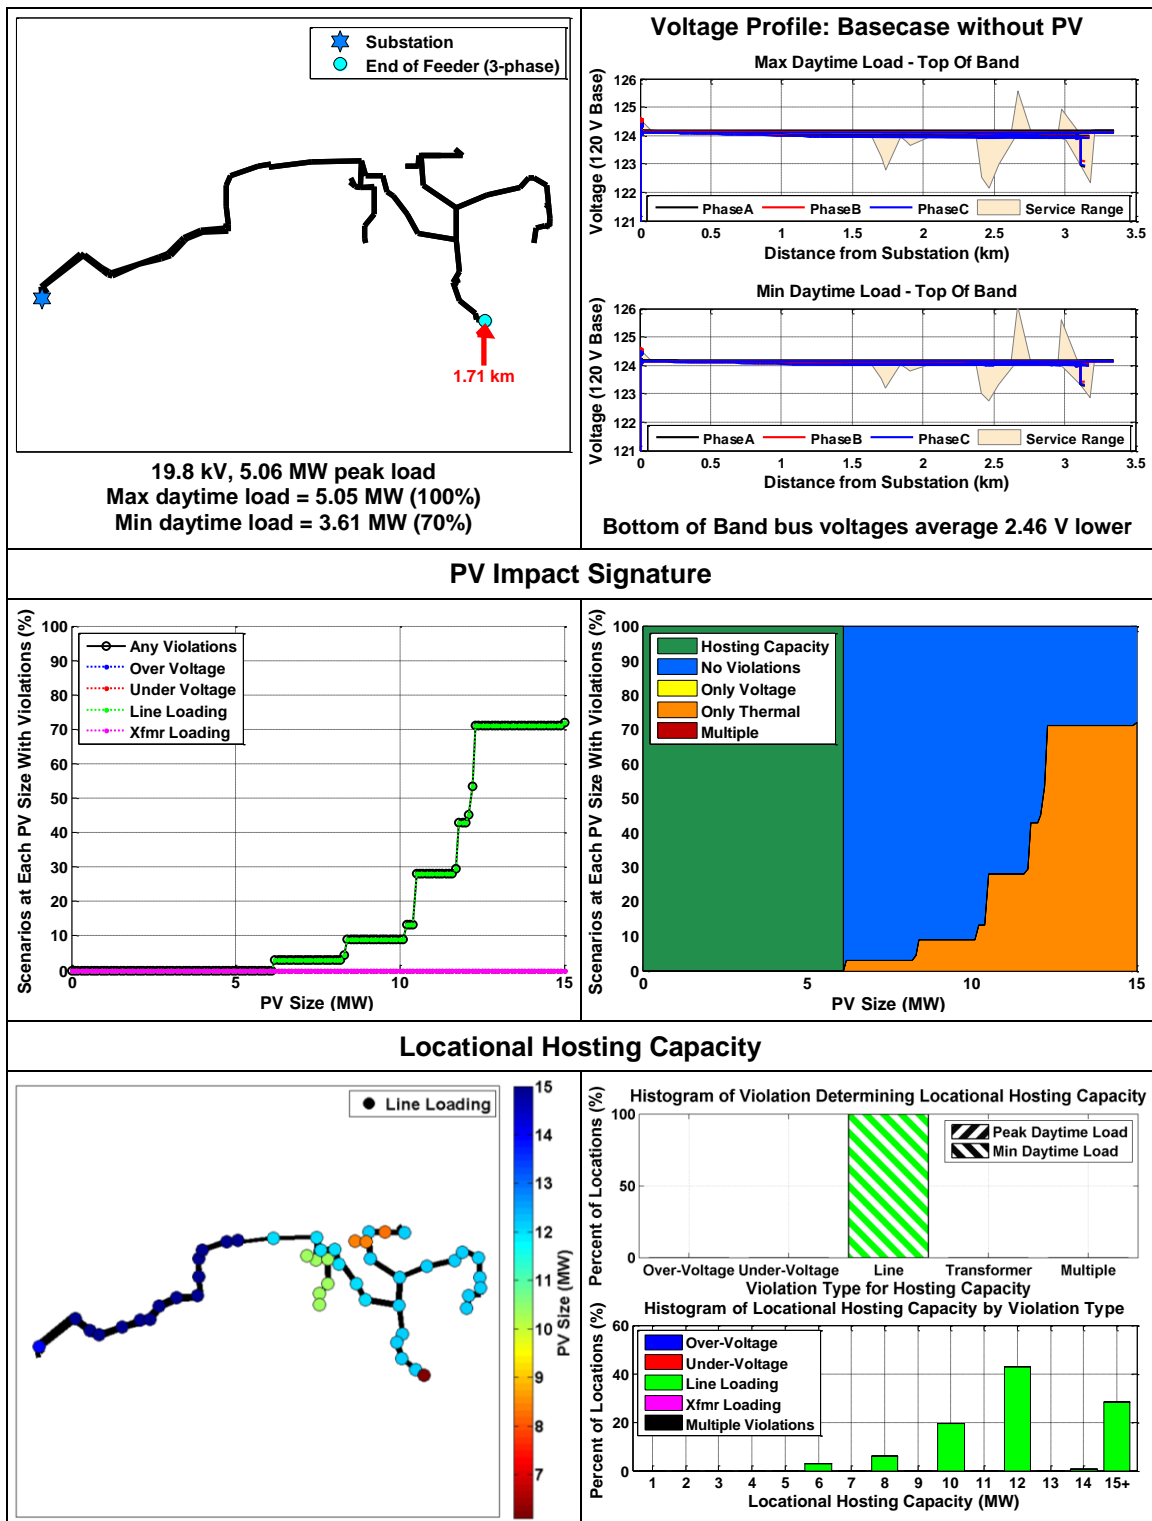 Substation
End of Feeder (3-phase)
1.71 km
19.8 kV, 5.06 MW peak load
Max daytime load = 5.05 MW (100%)
Min daytime load = 3.61 MW (70%)
Voltage Profile: Basecase without PV
Max Daytime Load - Top Of Band
Voltage (120 V Base)
126
125
124
123
122
121
PhaseA PhaseB PhaseC Service Range
0 0.5 1 1.5 2 2.5 3 3.5
Distance from Substation (km)
Min Daytime Load - Top Of Band
Voltage (120 V Base)
126
125
124
123
122
121
PhaseA PhaseB PhaseC Service Range
0 0.5 1 1.5 2 2.5 3 3.5
Distance from Substation (km)
Bottom of Band bus voltages average 2.46 V lower
PV Impact Signature
Scenarios at Each PV Size With Violations (%)
100
90
80
70
60
50
40
30
20
10
0
Any Violations
Over Voltage
Under Voltage
Line Loading
Xfmr Loading
0 5 10 15
PV Size (MW)
Scenarios at Each PV Size With Violations (%)
100
90
80
70
60
50
40
30
20
10
0
Hosting Capacity
No Violations
Only Voltage
Only Thermal
Multiple
0 5 10 15
PV Size (MW)
Locational Hosting Capacity
Line Loading
15
14
13
12
11
10
9
8
7
PV Size (MW)
Histogram of Violation Determining Locational Hosting Capacity
Percent of Locations (%)
100
50
0
Peak Daytime Load
Min Daytime Load
Over-Voltage Under-Voltage Line Transformer Multiple
Violation Type for Hosting Capacity
Histogram of Locational Hosting Capacity by Violation Type
Percent of Locations (%)
60
40
20
0
Over-Voltage
Under-Voltage
Line Loading
Xfmr Loading
Multiple Violations
1 2 3 4 5 6 7 8 9 10 11 12 13 14 15+
Locational Hosting Capacity (MW)